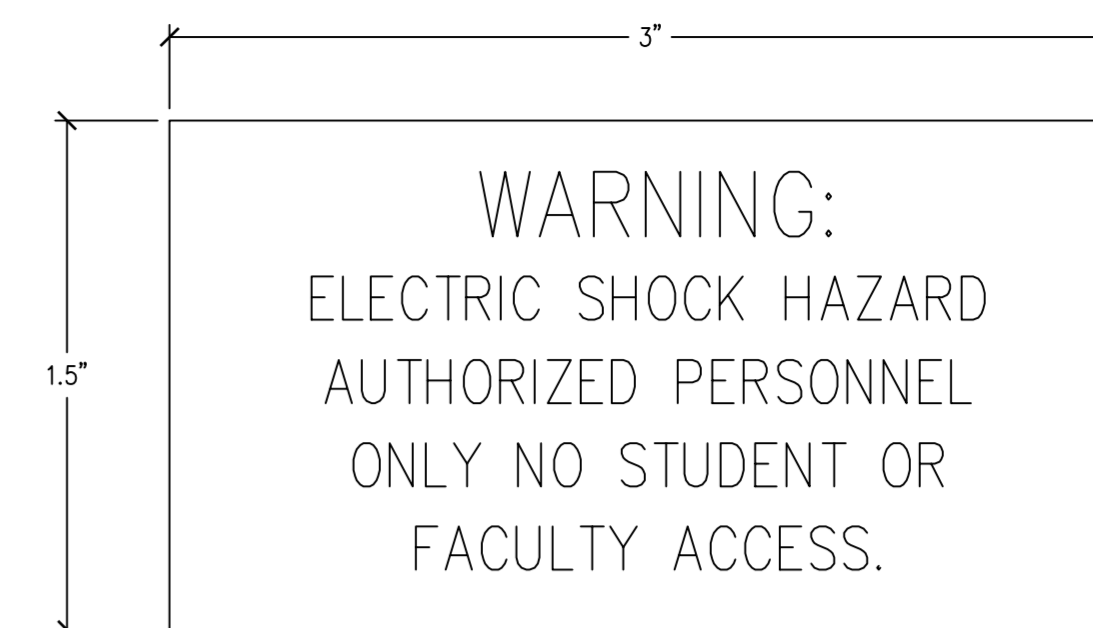 3”
WARNING:
ELECTRIC SHOCK HAZARD
1.5”
AUTHORIZED PERSONNEL
ONLY NO STUDENT OR
FACULTY ACCESS.